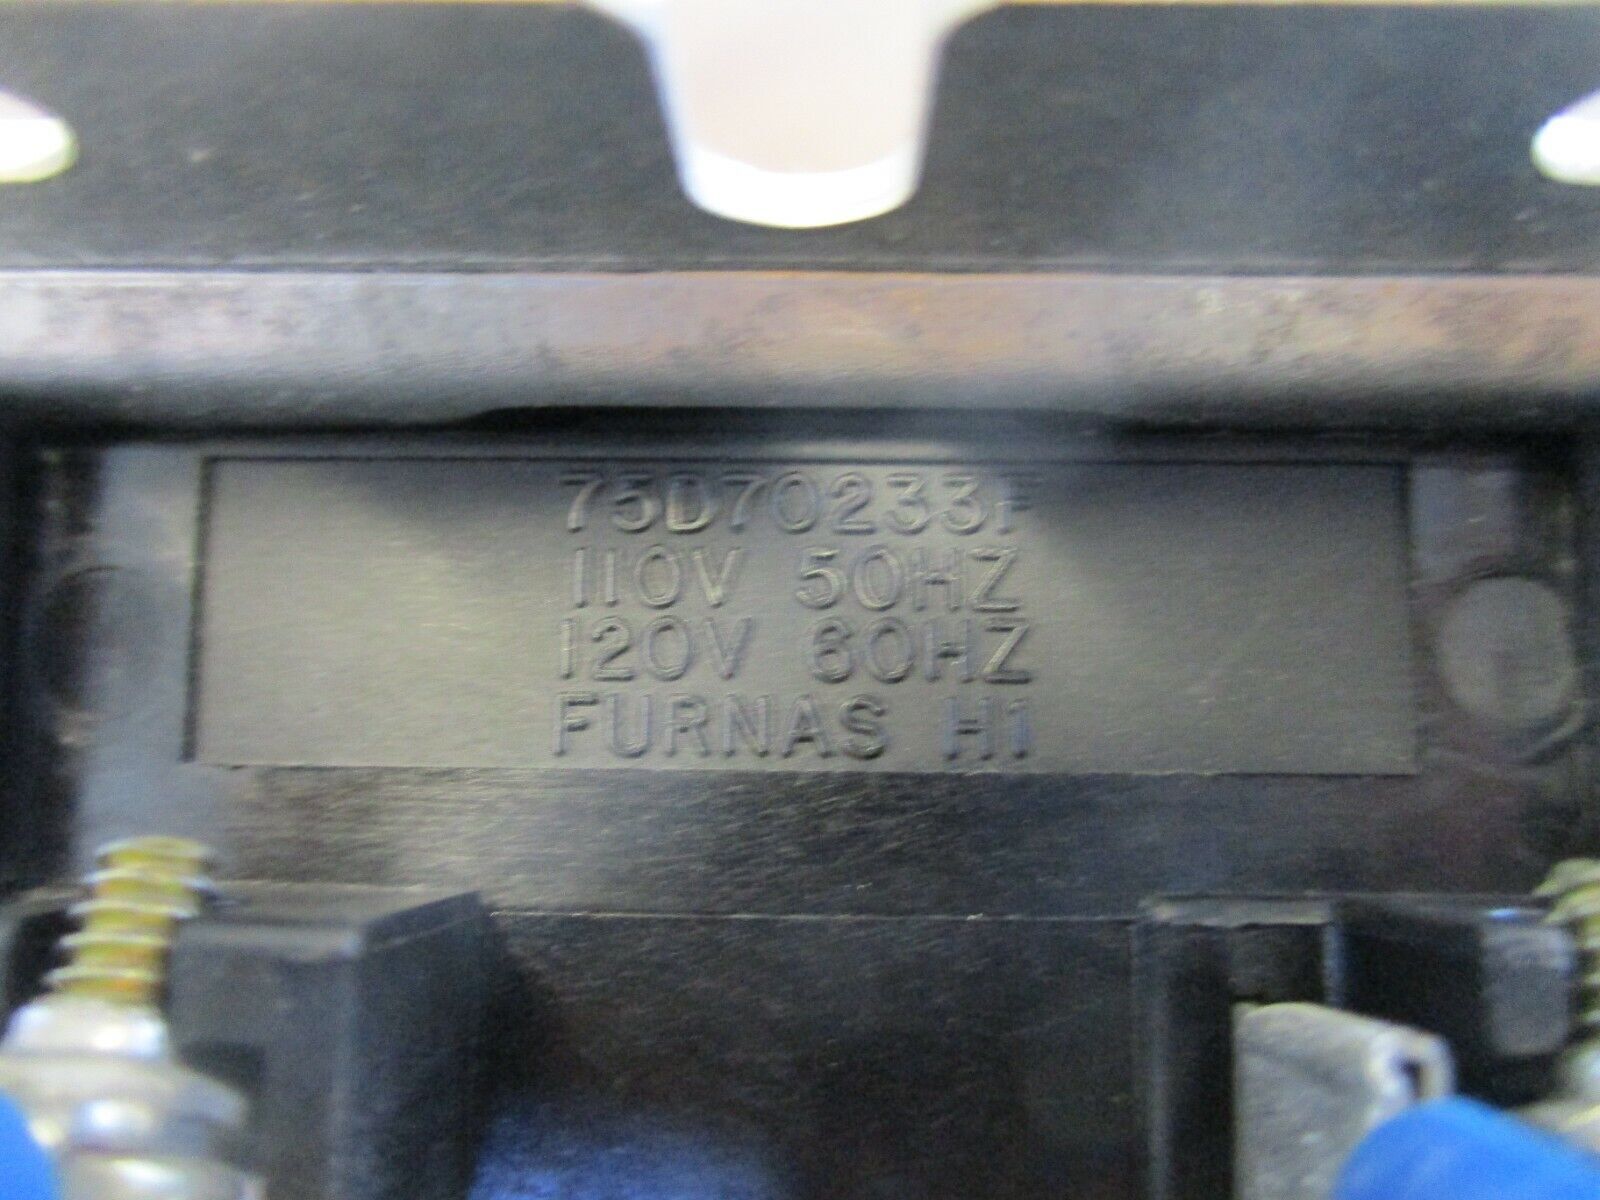 75D70233F
110V 50HZ
120V 60HZ
FURNAS H1